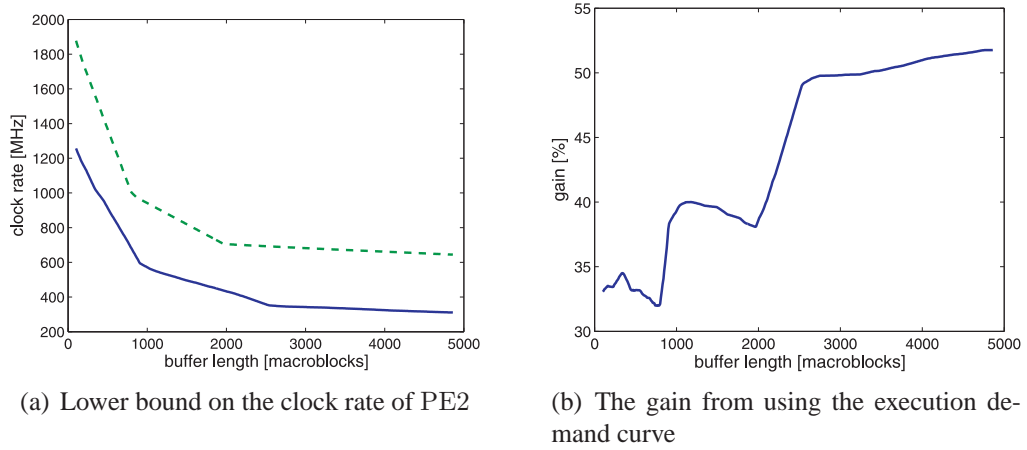 2000
1800
1600
1400
1200
1000
800
600
400
200
clock rate [MHz]
0 1000 2000 3000 4000 5000
buffer length [macroblocks]
(a) Lower bound on the clock rate of PE2
55
50
45
40
35
30
gain [%]
0 1000 2000 3000 4000 5000
buffer length [macroblocks]
(b) The gain from using the execution de-
mand curve